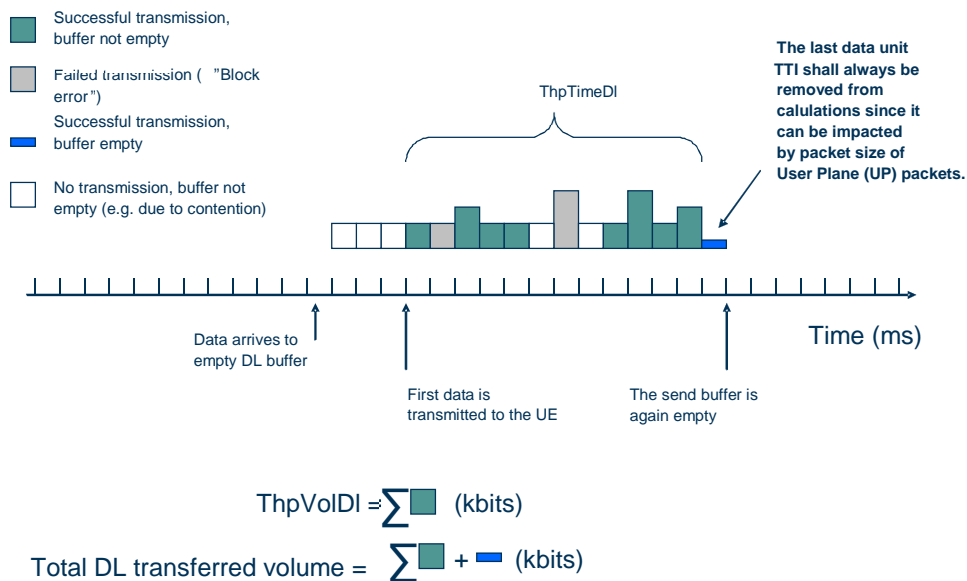 Successful transmission,
buffer not empty
Failed transmission ( "Block
error")
Successful transmission,
buffer empty
No transmission, buffer not
empty (e.g. due to contention)
ThpTimeDl
The last data unit
TTI shall always be
removed from
calulations since it
can be impacted
by packet size of
User Plane (UP) packets.
Time (ms)
Data arrives to
empty DL buffer
First data is
transmitted to the UE
The send buffer is
again empty
ThpVolDl = ∑ (kbits)
Total DL transferred volume = ∑ + (kbits)